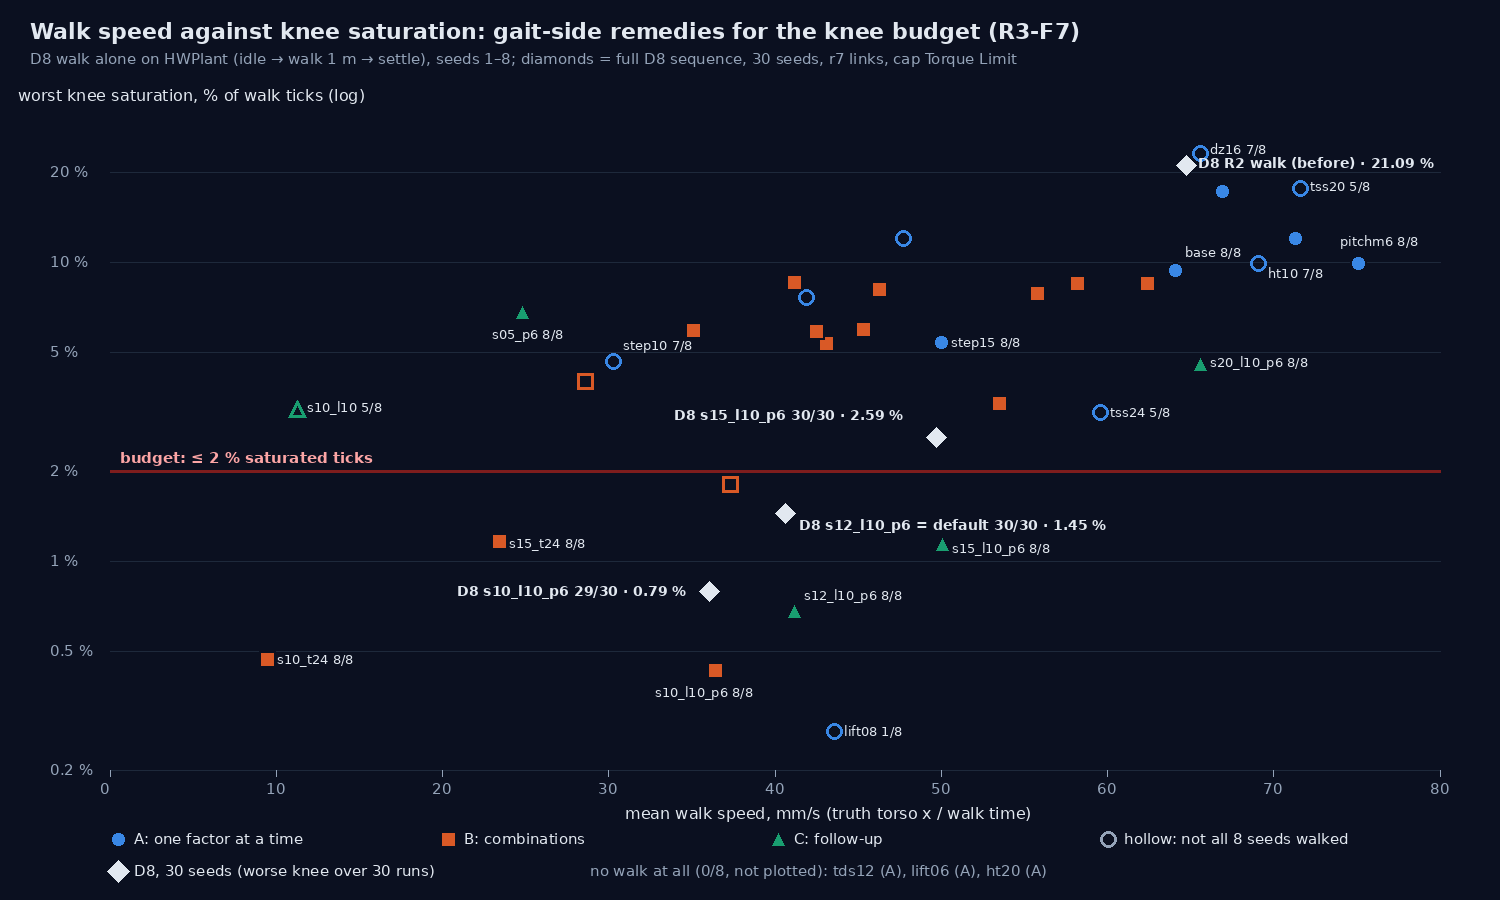 Walk speed against knee saturation: gait-side remedies for the knee budget (R3-F7)
D8 walk alone on HWPlant (idle → walk 1 m → settle), seeds 1–8; diamonds = full D8 sequence, 30 seeds, r7 links, cap Torque Limit
worst knee saturation, % of walk ticks (log)
dz16 7/8
D8 R2 walk (before) · 21.09 %
20 %
tss20 5/8
pitchm6 8/8
base 8/8
10 %
ht10 7/8
s05_p6 8/8
step10 7/8
step15 8/8
5 %
s20_l10_p6 8/8
s10_l10 5/8
D8 s15_l10_p6 30/30 · 2.59 %
tss24 5/8
budget: ≤ 2 % saturated ticks
2 %
D8 s12_l10_p6 = default 30/30 · 1.45 %
s15_t24 8/8
s15_l10_p6 8/8
1 %
D8 s10_l10_p6 29/30 · 0.79 %
s12_l10_p6 8/8
0.5 %
s10_t24 8/8
s10_l10_p6 8/8
lift08 1/8
0.2 %
0 10 20 30 40 50 60 70 80
mean walk speed, mm/s (truth torso x / walk time)
A: one factor at a time
B: combinations
C: follow-up
hollow: not all 8 seeds walked
D8, 30 seeds (worse knee over 30 runs)
no walk at all (0/8, not plotted): tds12 (A), lift06 (A), ht20 (A)